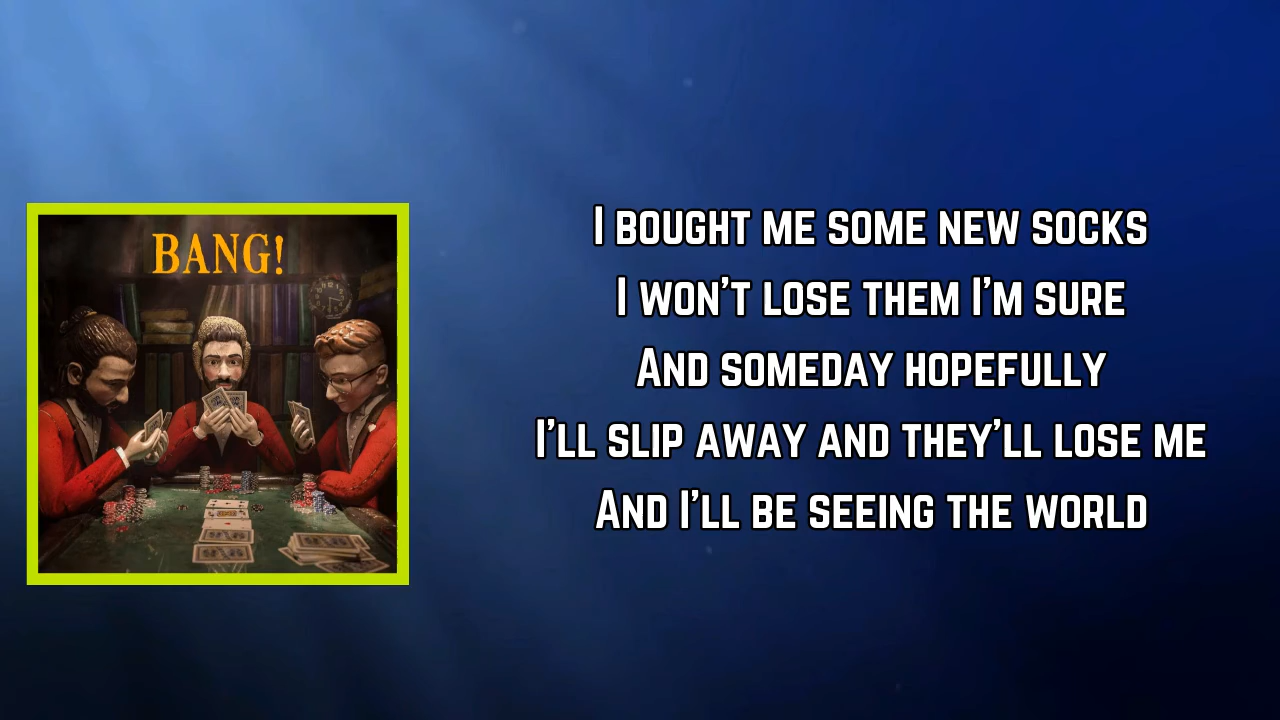 BANG!
I BOUGHT ME SOME NEW SOCKS
I WON'T LOSE THEM I'M SURE
AND SOMEDAY HOPEFULLY
I'LL SLIP AWAY AND THEY'LL LOSE ME
AND I'LL BE SEEING THE WORLD